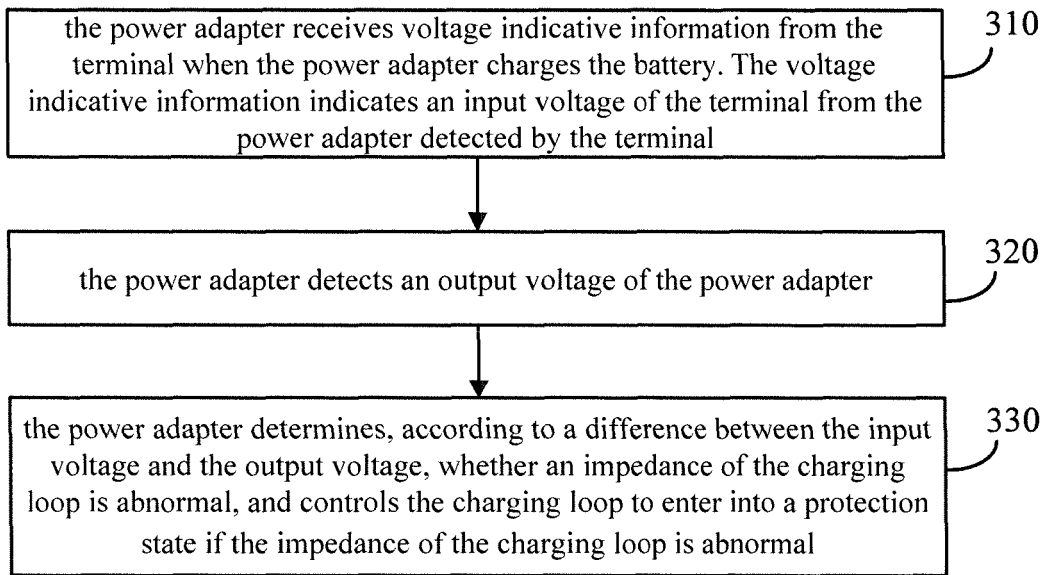 the power adapter receives voltage indicative information from the
terminal when the power adapter charges the battery. The voltage
indicative information indicates an input voltage of the terminal from the
power adapter detected by the terminal
310
the power adapter detects an output voltage of the power adapter
320
the power adapter determines, according to a difference between the input
voltage and the output voltage, whether an impedance of the charging
loop is abnormal, and controls the charging loop to enter into a protection
state if the impedance of the charging loop is abnormal
330